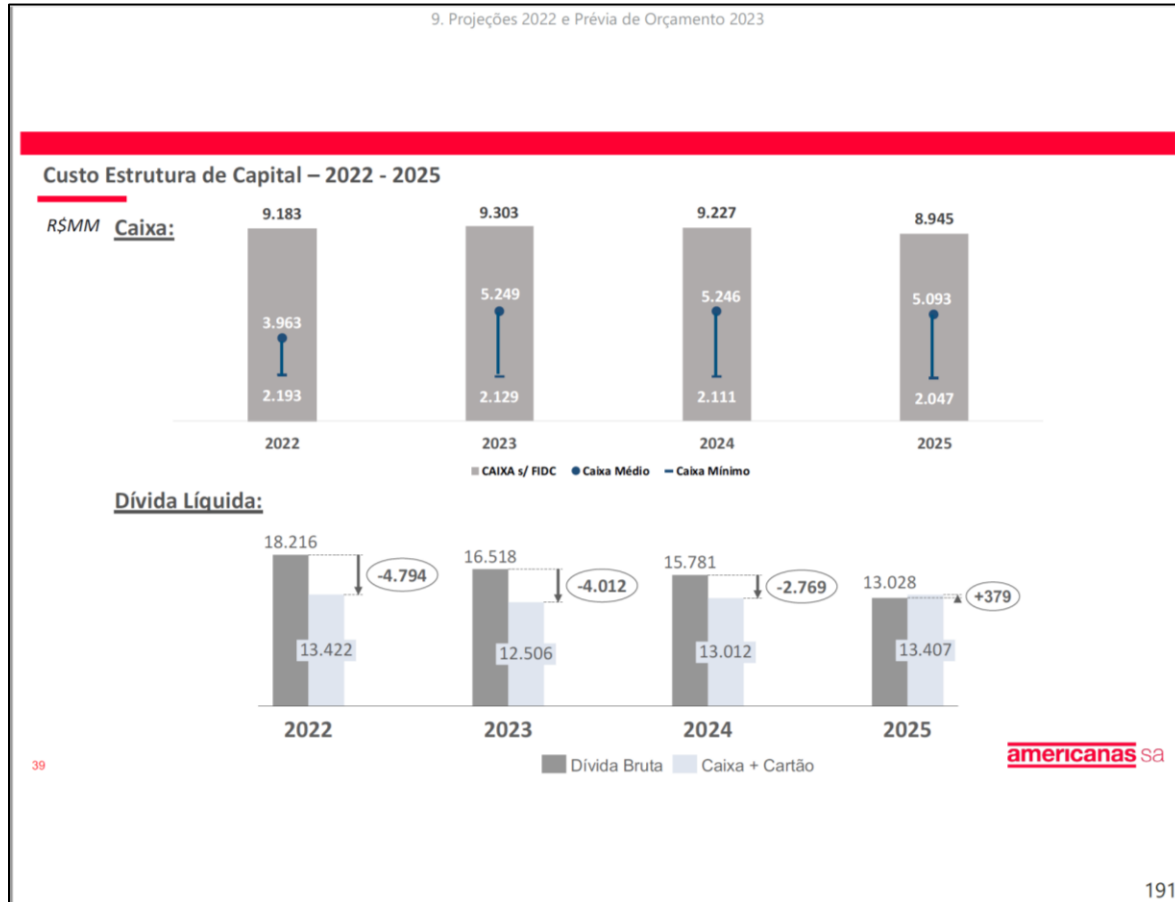 9. Projeções 2022 e Prévia de Orçamento 2023
Custo Estrutura de Capital – 2022 - 2025
R$MM Caixa:
9.183 9.303 9.227 8.945
3.963 5.249 5.246 5.093
2.193 2.129 2.111 2.047
2022 2023 2024 2025
CAIXA s/ FIDC Caixa Médio Caixa Mínimo
Dívida Líquida:
18.216 16.518 15.781 13.028
-4.794 -4.012 -2.769 +379
13.422 12.506 13.012 13.407
2022 2023 2024 2025
Dívida Bruta Caixa + Cartão
americanas sa
39
191